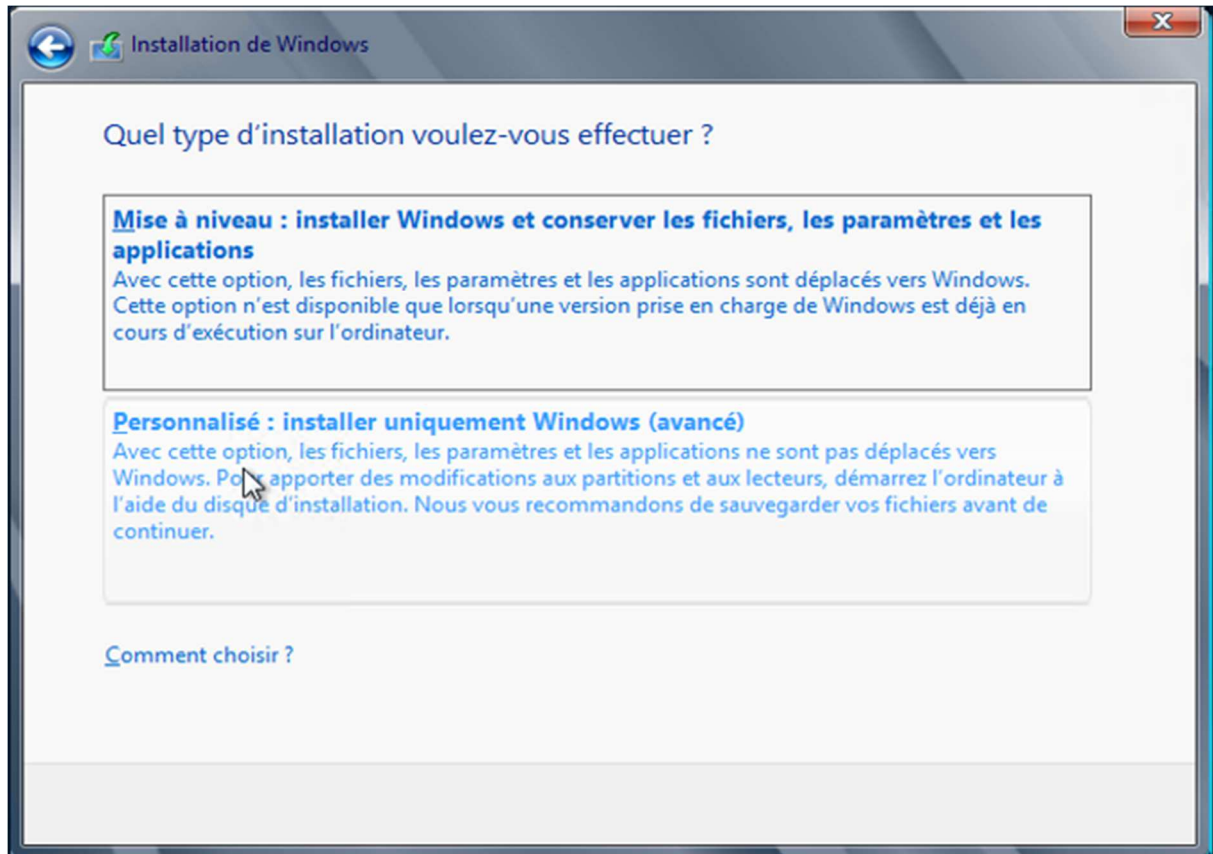 Installation de Windows
Quel type d’installation voulez-vous effectuer ?
Mise à niveau : installer Windows et conserver les fichiers, les paramètres et les
applications
Avec cette option, les fichiers, les paramètres et les applications sont déplacés vers Windows.
Cette option n’est disponible que lorsqu’une version prise en charge de Windows est déjà en
cours d’exécution sur l’ordinateur.
Personnalisé : installer uniquement Windows (avancé)
Avec cette option, les fichiers, les paramètres et les applications ne sont pas déplacés vers
Windows. Pour apporter des modifications aux partitions et aux lecteurs, démarrez l’ordinateur à
l’aide du disque d’installation. Nous vous recommandons de sauvegarder vos fichiers avant de
continuer.
Comment choisir ?